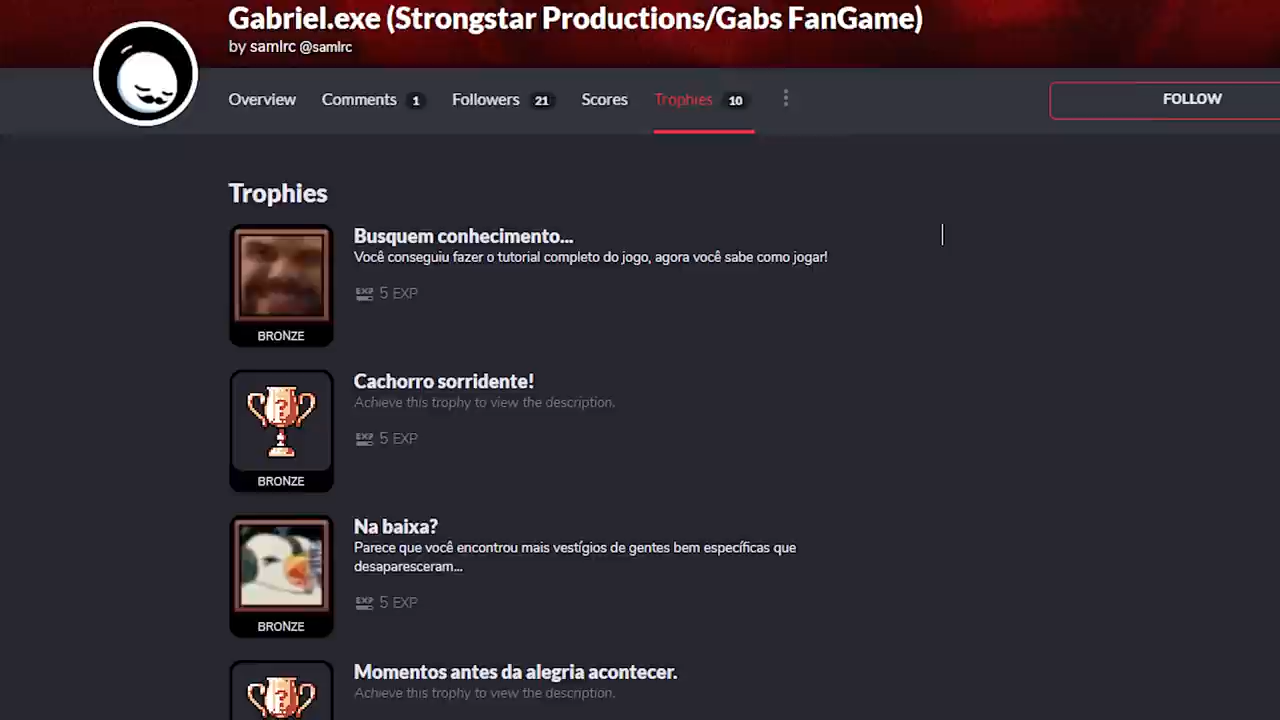 Gabriel.exe (Strongstar Productions/Gabs FanGame)
by samlrc @samlrc
Overview Comments 1 Followers 21 Scores Trophies 10
FOLLOW
Trophies
Busquem conhecimento...
Você conseguiu fazer o tutorial completo do jogo, agora você sabe como jogar!
EXP 5 EXP
BRONZE
Cachorro sorridente!
Achieve this trophy to view the description.
EXP 5 EXP
BRONZE
Na baixa?
Parece que você encontrou mais vestígios de gentes bem específicas que
desaparesceram...
EXP 5 EXP
BRONZE
Momentos antes da alegria acontecer.
Achieve this trophy to view the description.